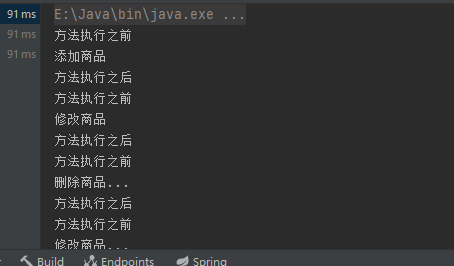 91 ms E:\Java\bin\java.exe ...
91 ms 方法执行之前
91 ms 添加商品
方法执行之后
方法执行之前
修改商品
方法执行之后
方法执行之前
删除商品...
方法执行之后
方法执行之前
修改商品...
Build Endpoints Spring